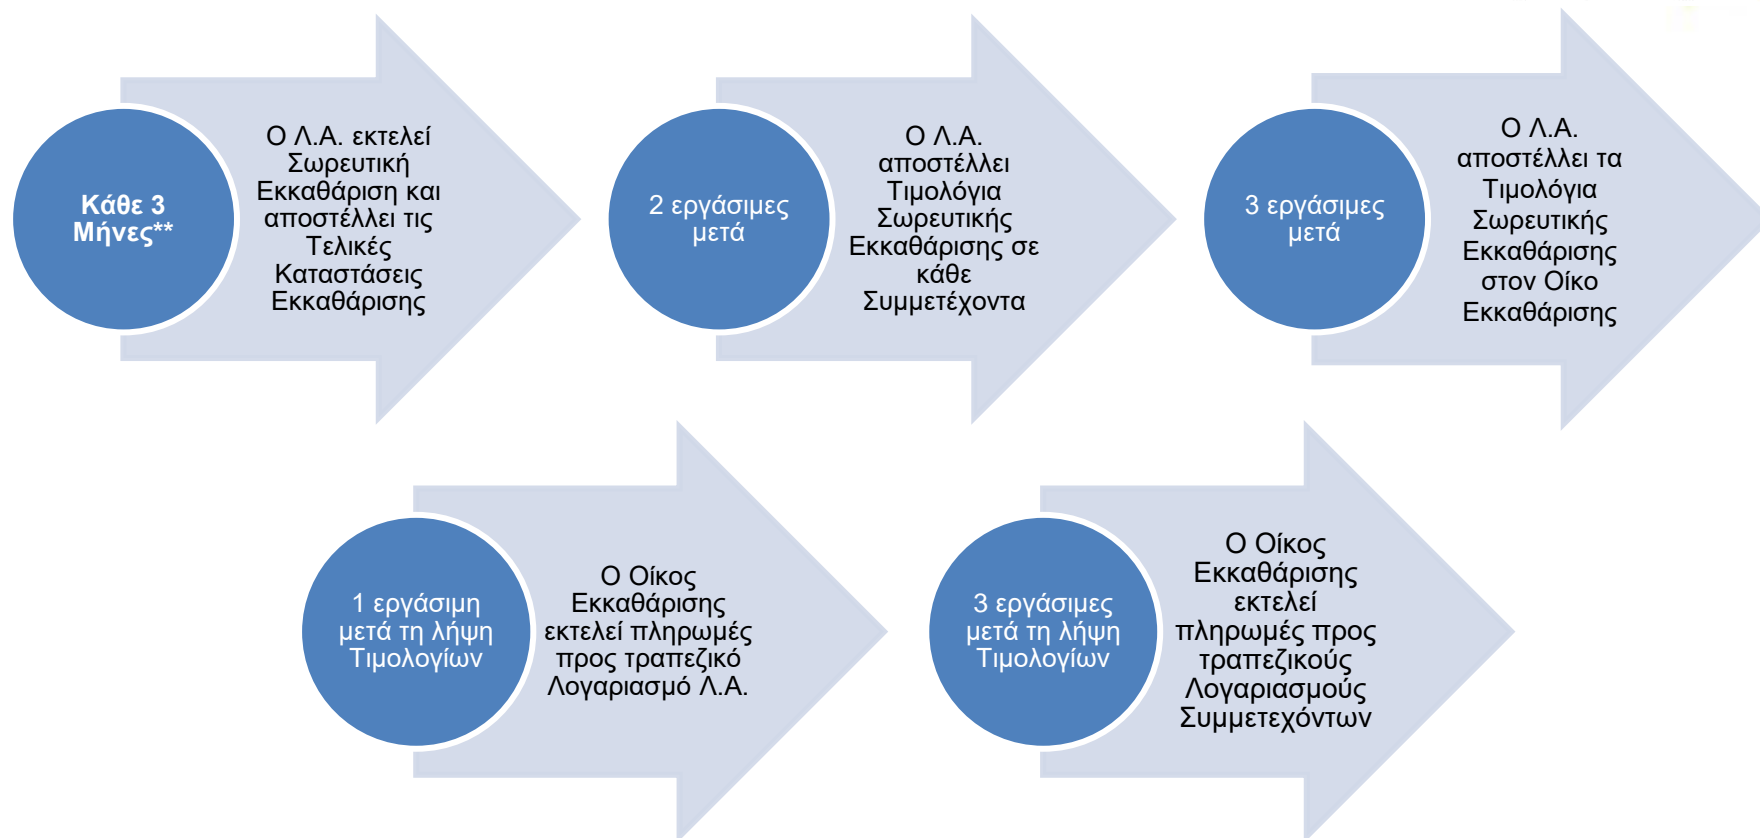 Κάθε 3
Μήνες**
Ο Λ.Α. εκτελεί
Σωρευτική
Εκκαθάριση και
αποστέλλει τις
Τελικές
Καταστάσεις
Εκκαθάρισης
2 εργάσιμες
μετά
Ο Λ.Α.
αποστέλλει
Τιμολόγια
Σωρευτικής
Εκκαθάρισης σε
κάθε
Συμμετέχοντα
3 εργάσιμες
μετά
Ο Λ.Α.
αποστέλλει τα
Τιμολόγια
Σωρευτικής
Εκκαθάρισης
στον Οίκο
Εκκαθάρισης
1 εργάσιμη
μετά τη λήψη
Τιμολογίων
Ο Οίκος
Εκκαθάρισης
εκτελεί πληρωμές
προς τραπεζικό
Λογαριασμό Λ.Α.
3 εργάσιμες
μετά τη λήψη
Τιμολογίων
Ο Οίκος
Εκκαθάρισης
εκτελεί
πληρωμές προς
τραπεζικούς
Λογαριασμούς
Συμμετεχόντων